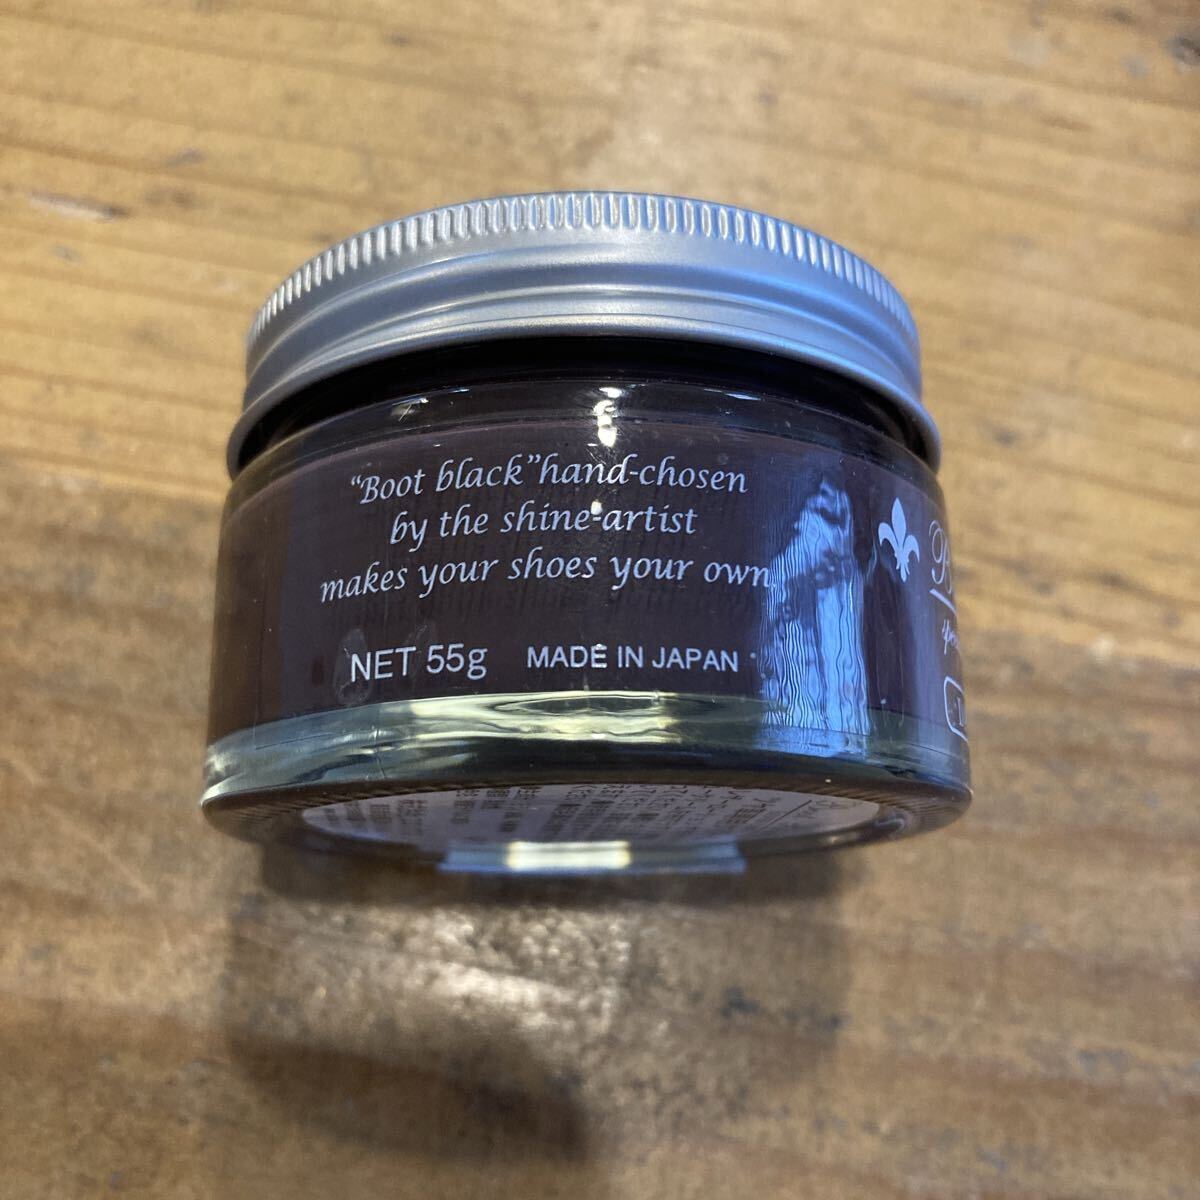 "Boot black"hand-chosen
by the shine-artist
makes your shoes your own.
NET 55g
MADE IN JAPAN
B